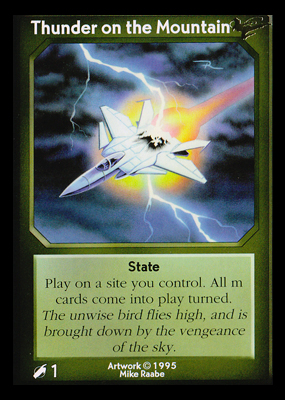 Thunder on the Mountain
State
Play on a site you control. All m
cards come into play turned.
The unwise bird flies high, and is
brought down by the vengeance
of the sky.
1
Artwork © 1995
Mike Raabe